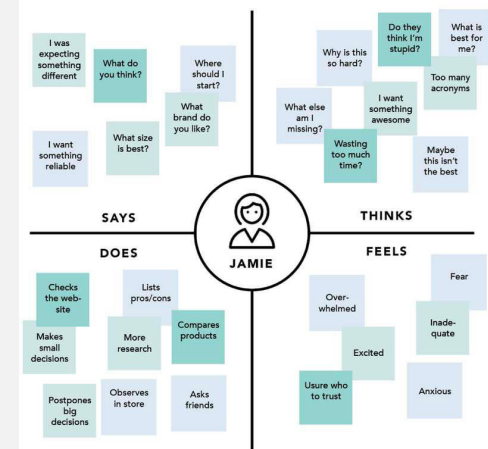 I was
expecting
something
different
What do
you think?
Where
should I
start?
What
brand do
you like?
What size
is best?
I want
something
reliable
SAYS
Do they
think I'm
stupid?
What is
best for
me?
Why is this
so hard?
Too many
acronyms
I want
something
awesome
What else
am I
missing?
Wasting
too much
time?
Maybe
this isn't
the best
THINKS
JAMIE
DOES
Checks
the web-
site
Lists
pros/cons
Makes
small
decisions
More
research
Compares
products
Postpones
big
decisions
Observes
in store
Asks
friends
FEELS
Fear
Over-
whelmed
Inade-
quate
Excited
Usure who
to trust
Anxious